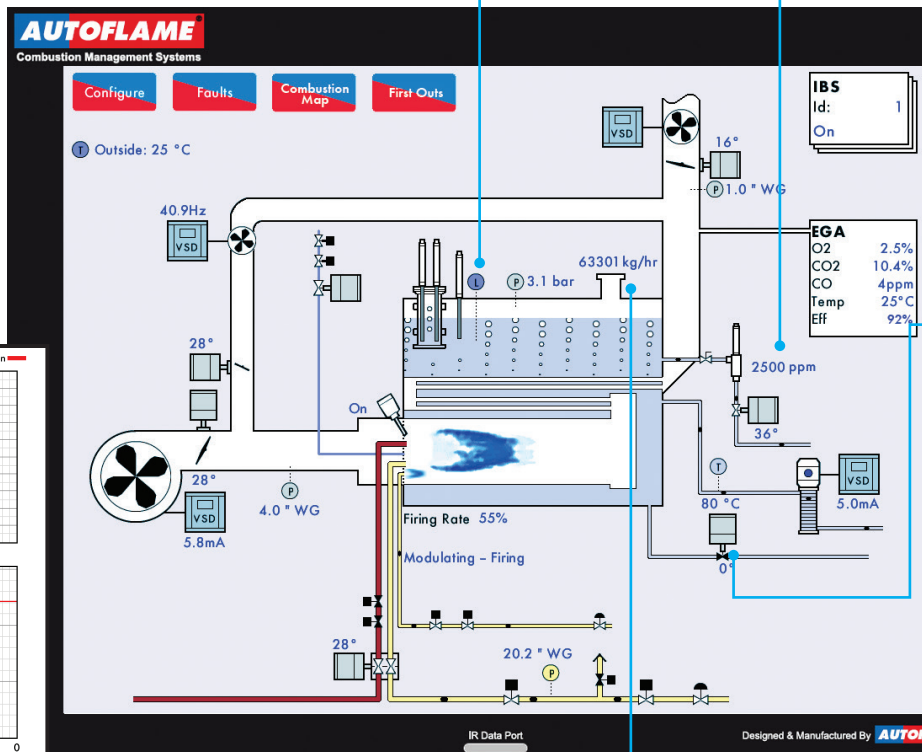 AUTOFLAME®
Combustion Management Systems
Configure
Faults
Combustion
Map
First Outs
IBS
Id: 1
On
T Outside: 25 °C
VSD
16°
P 1.0 " WG
40.9Hz
VSD
EGA
O2 2.5%
CO2 10.4%
CO 4ppm
Temp 25°C
Eff 92%
63301 kg/hr
L
P 3.1 bar
28°
2500 ppm
On
36°
T
80 °C
VSD
5.0mA
28°
VSD
5.8mA
P
4.0 " WG
Firing Rate 55%
Modulating – Firing
0°
28°
20.2 " WG
P
0
IR Data Port
Designed & Manufactured By